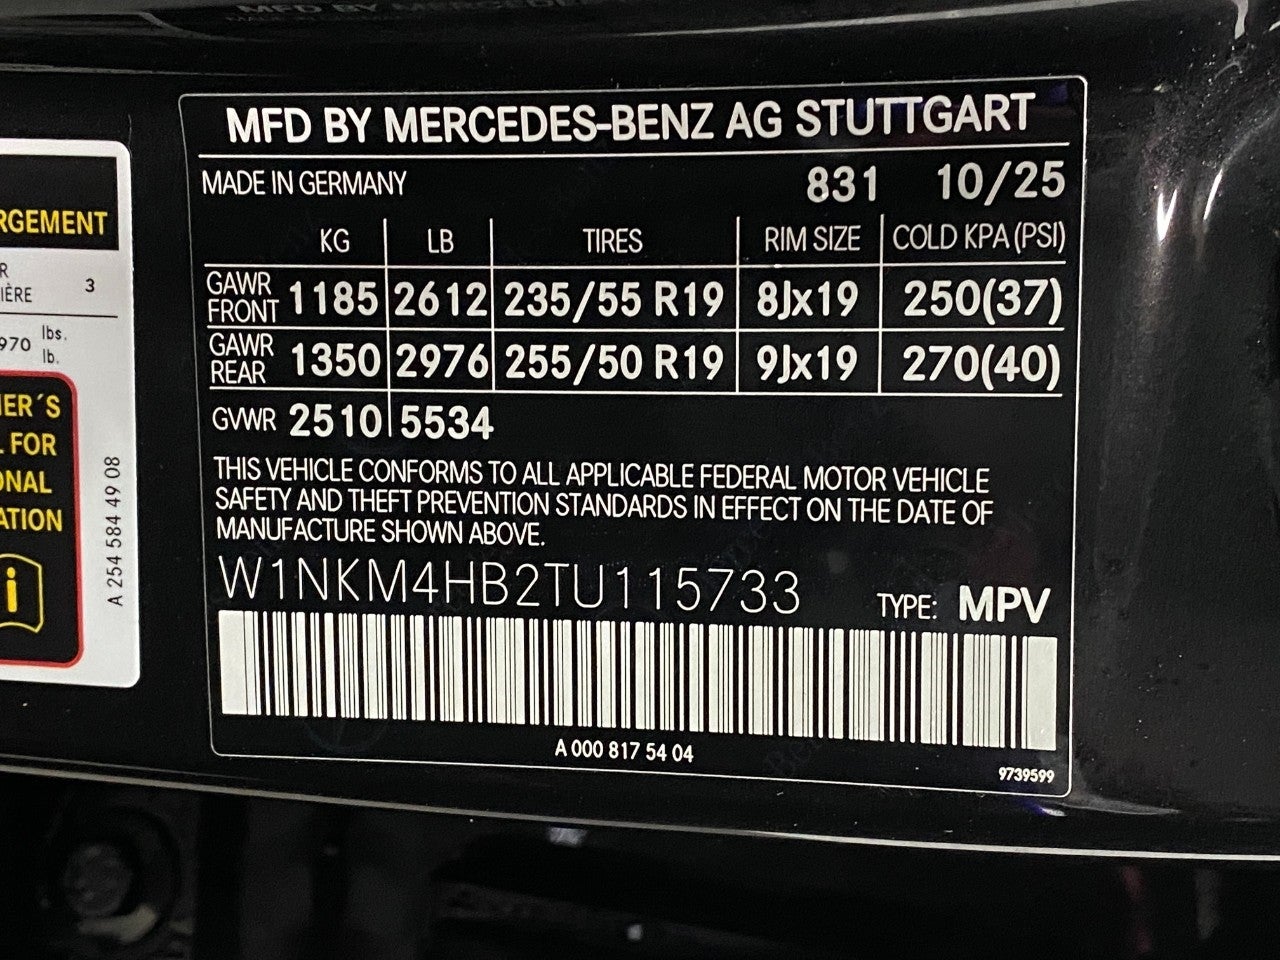 MFD BY MERCEDES-BENZ AG STUTTGART
MADE IN GERMANY 831 10/25
KG LB TIRES RIM SIZE COLD KPA (PSI)
GAWR FRONT 1185 2612 235/55 R19 8Jx19 250(37)
GAWR REAR 1350 2976 255/50 R19 9Jx19 270(40)
GVWR 2510 5534
THIS VEHICLE CONFORMS TO ALL APPLICABLE FEDERAL MOTOR VEHICLE
SAFETY AND THEFT PREVENTION STANDARDS IN EFFECT ON THE DATE OF
MANUFACTURE SHOWN ABOVE.
W1NKM4HB2TU115733 TYPE: MPV
A 000 817 54 04
9739599
RGEMENT
R
IÈRE 3
970 lbs.
lb.
ER´S
FOR
ONAL
ATION
i
A 254 584 49 08